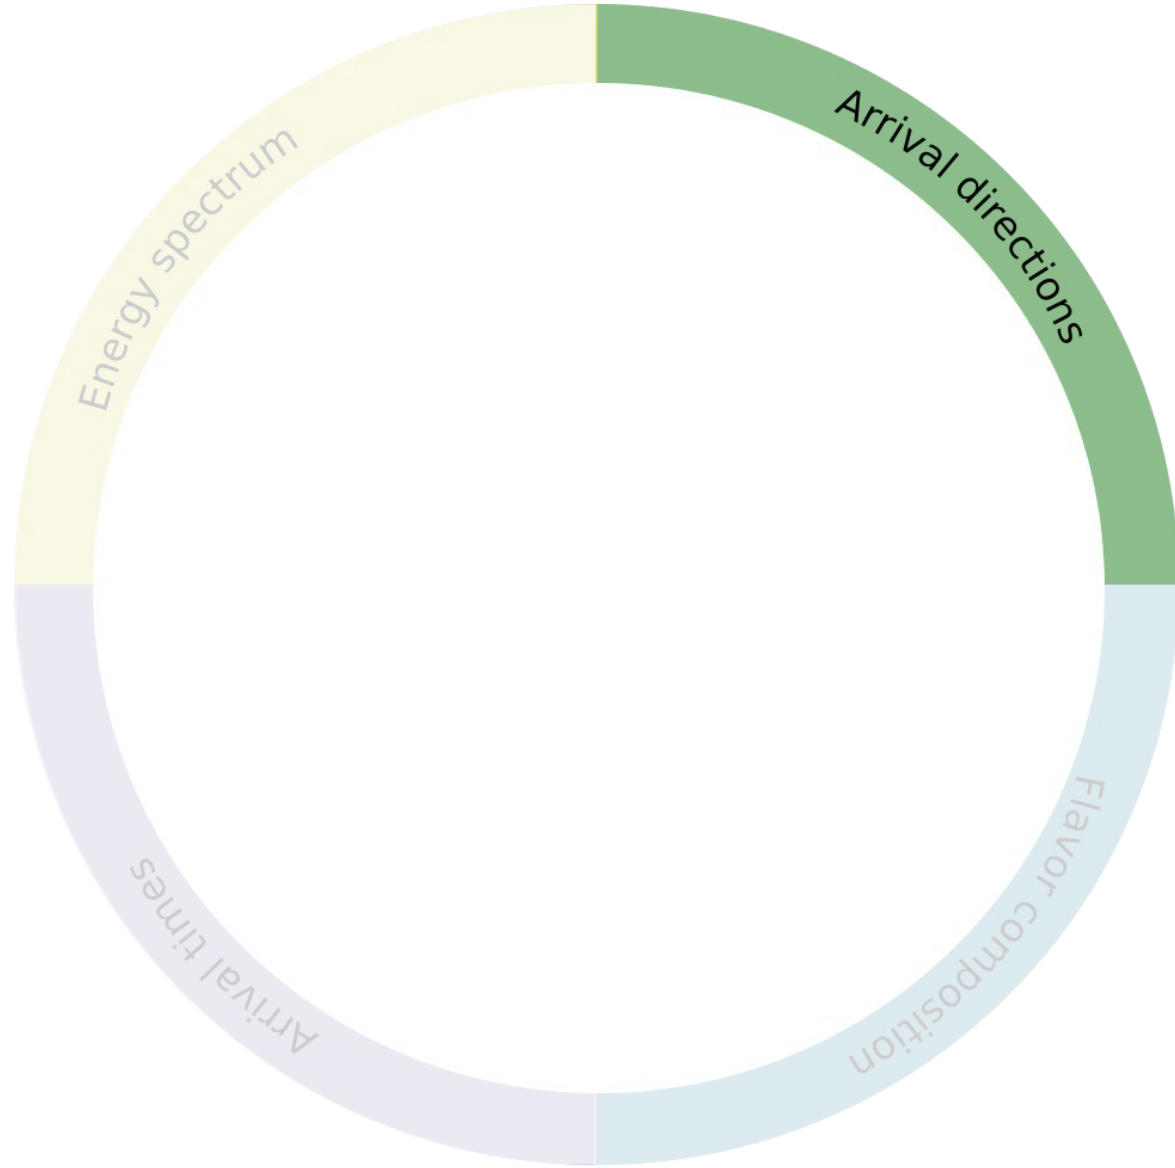 Energy spectrum
Arrival directions
Flavor composition
Arrival times